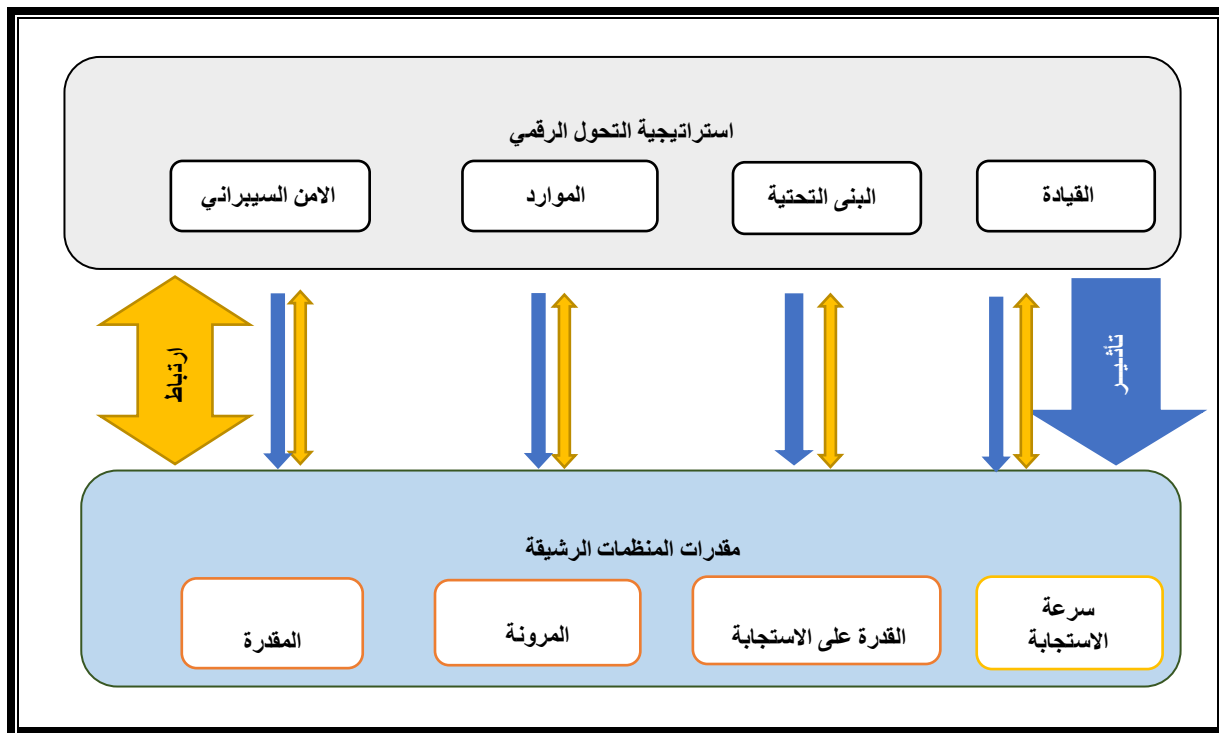 استراتيجية التحول الرقمي
القيادة
البنى التحتية
الموارد
الامن السيبراني
تأثيـــر
ارتباط
مقدرات المنظمات الرشيقة
سرعة
الاستجابة
القدرة على الاستجابة
المرونة
المقدرة